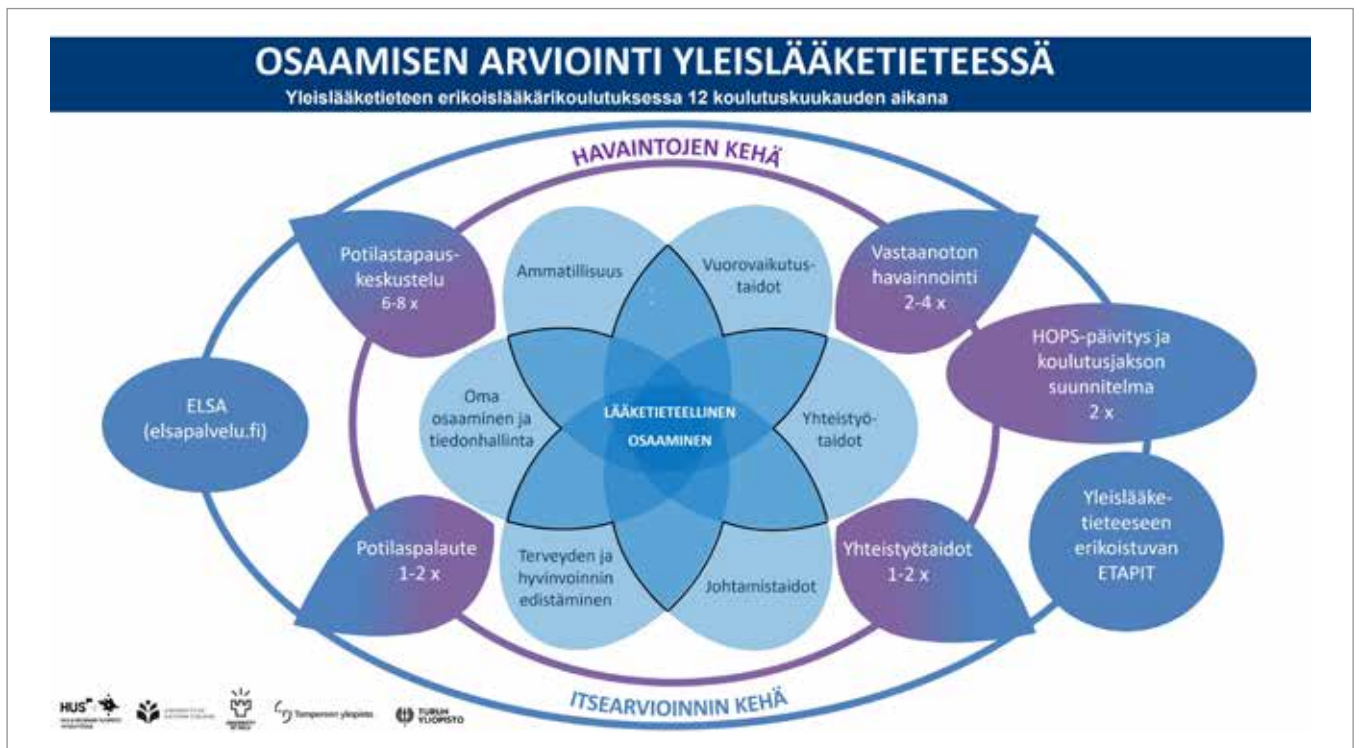 OSAAMISEN ARVIOINTI YLEISLÄÄKETIETEESSÄ
Yleislääketieteen erikoislääkärikoulutuksessa 12 koulutuskuukauden aikana
HAVAINTOJEN KEHÄ
Potilastapaus-
keskustelu
6-8 x
Ammatillisuus
Vuorovaikutus-
taidot
Vastaanoton
havainnointi
2-4 x
ELSA
(elsapalvelu.fi)
Oma
osaaminen ja
tiedonhallinta
LÄÄKETIETEELLINEN
OSAAMINEN
Yhteistyö-
taidot
HOPS-päivitys ja
koulutusjakson
suunnitelma
2 x
Potilaspalaute
1-2 x
Terveyden ja
hyvinvoinnin
edistäminen
Johtamistaidot
Yhteistyötaidot
1-2 x
Yleislääke-
tieteeseen
erikoistuvan
ETAPIT
ITSEARVIOINNIN KEHÄ
HUS
Tampereen yliopisto
TURUN
YLIOPISTO